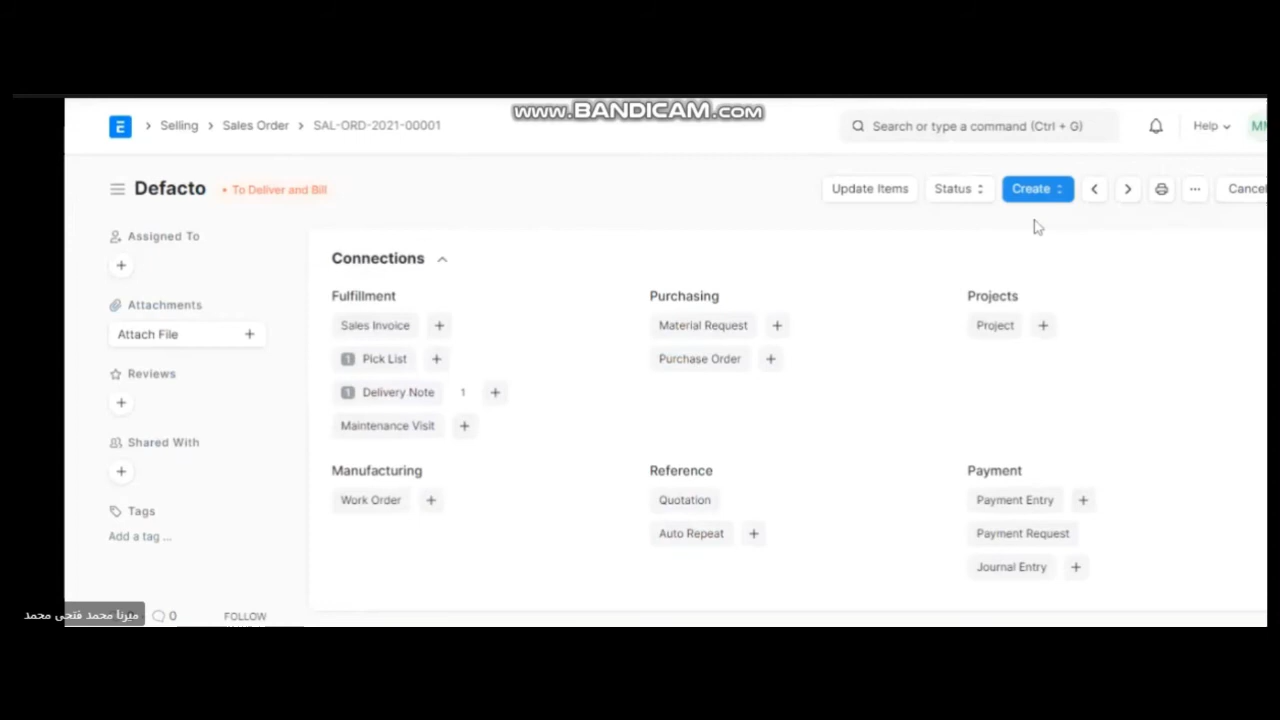 www.BANDICAM.com
E > Selling > Sales Order > SAL-ORD-2021-00001
Search or type a command (Ctrl + G)
Help
MM
Defacto
• To Deliver and Bill
Update Items
Status
Create
Cancel
Assigned To
Attachments
Attach File
Reviews
Shared With
Tags
Add a tag ...
0
FOLLOW
ميرنا محمد فتحى محمد
Connections
Fulfillment
Sales Invoice +
1 Pick List +
1 Delivery Note 1 +
Maintenance Visit +
Purchasing
Material Request +
Purchase Order +
Projects
Project +
Manufacturing
Work Order +
Reference
Quotation
Auto Repeat +
Payment
Payment Entry +
Payment Request
Journal Entry +